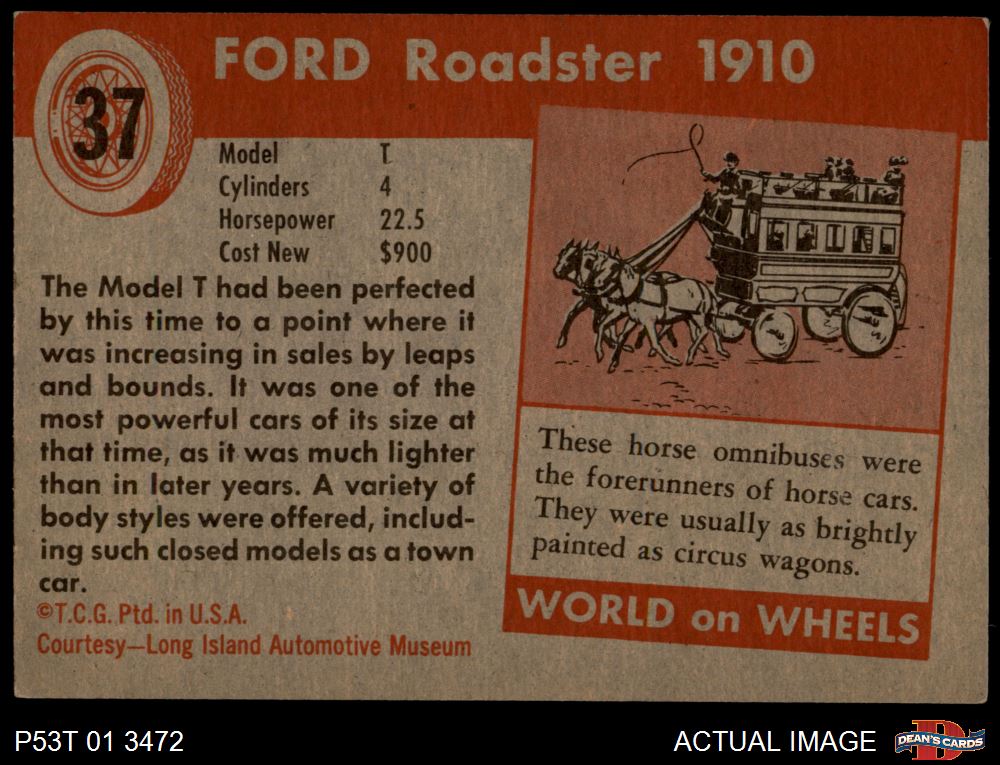 37
FORD Roadster 1910
Model T
Cylinders 4
Horsepower 22.5
Cost New $900
The Model T had been perfected
by this time to a point where it
was increasing in sales by leaps
and bounds. It was one of the
most powerful cars of its size at
that time, as it was much lighter
than in later years. A variety of
body styles were offered, includ-
ing such closed models as a town
car.
©T.C.G. Ptd. in U.S.A.
Courtesy—Long Island Automotive Museum
These horse omnibuses were
the forerunners of horse cars.
They were usually as brightly
painted as circus wagons.
WORLD on WHEELS
P53T 01 3472
ACTUAL IMAGE
DEAN'S CARDS